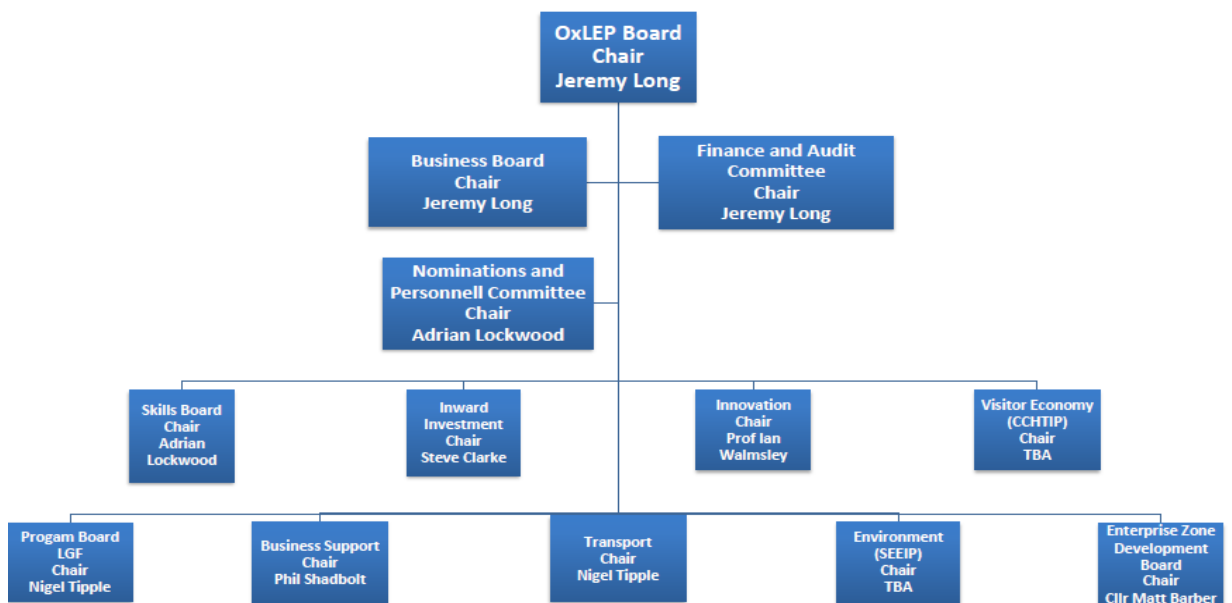 OxLEP Board
Chair
Jeremy Long
Business Board
Chair
Jeremy Long
Finance and Audit
Committee
Chair
Jeremy Long
Nominations and
Personnell Committee
Chair
Adrian Lockwood
Skills Board
Chair
Adrian
Lockwood
Inward
Investment
Chair
Steve Clarke
Innovation
Chair
Prof Ian
Walmsley
Visitor Economy
(CCHTIP)
Chair
TBA
Progam Board
LGF
Chair
Nigel Tipple
Business Support
Chair
Phil Shadbolt
Transport
Chair
Nigel Tipple
Environment
(SEEIP)
Chair
TBA
Enterprise Zone
Development
Board
Chair
Cllr Matt Barber